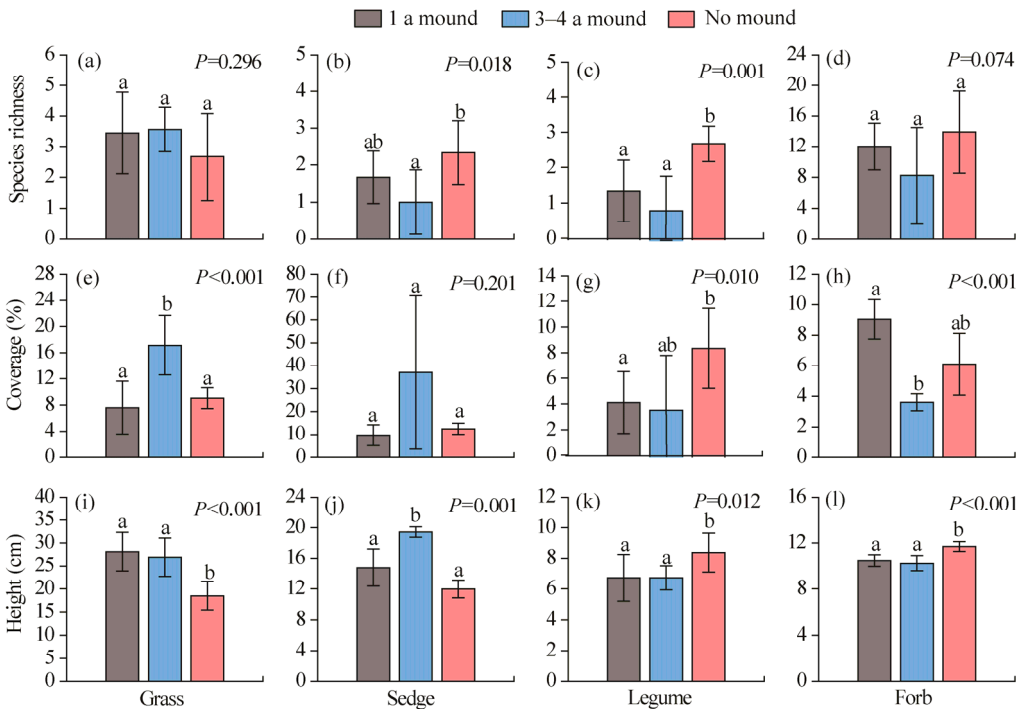 1 a mound 3–4 a mound No mound
Species richness
(a) P=0.296
6 5 4 3 2 1 0
a a a
(b) P=0.018
5 4 3 2 1 0
ab a b
(c) P=0.001
5 4 3 2 1 0
a a b
(d) P=0.074
24 20 16 12 8 4 0
a a a
Coverage (%)
(e) P<0.001
28 24 20 16 12 8 4 0
a b a
(f) P=0.201
80 70 60 50 40 30 20 10 0
a a a
(g) P=0.010
14 12 10 8 6 4 2 0
a ab b
(h) P<0.001
12 10 8 6 4 2 0
a b ab
Height (cm)
(i) P<0.001
40 35 30 25 20 15 10 5 0
a a b
(j) P=0.001
24 20 16 12 8 4 0
a b a
(k) P=0.012
12 10 8 6 4 2 0
a a b
(l) P<0.001
16 12 8 4 0
a a b
Grass Sedge Legume Forb